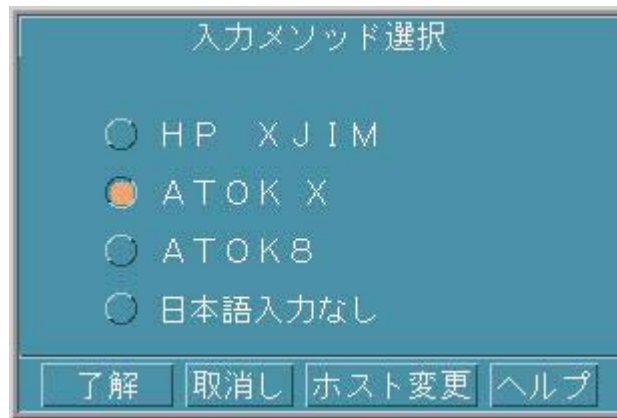 入力メソッド選択
ＨＰ　ＸＪＩＭ
ＡＴＯＫ Ｘ
ＡＴＯＫ８
日本語入力なし
了解 取消し ホスト変更 ヘルプ